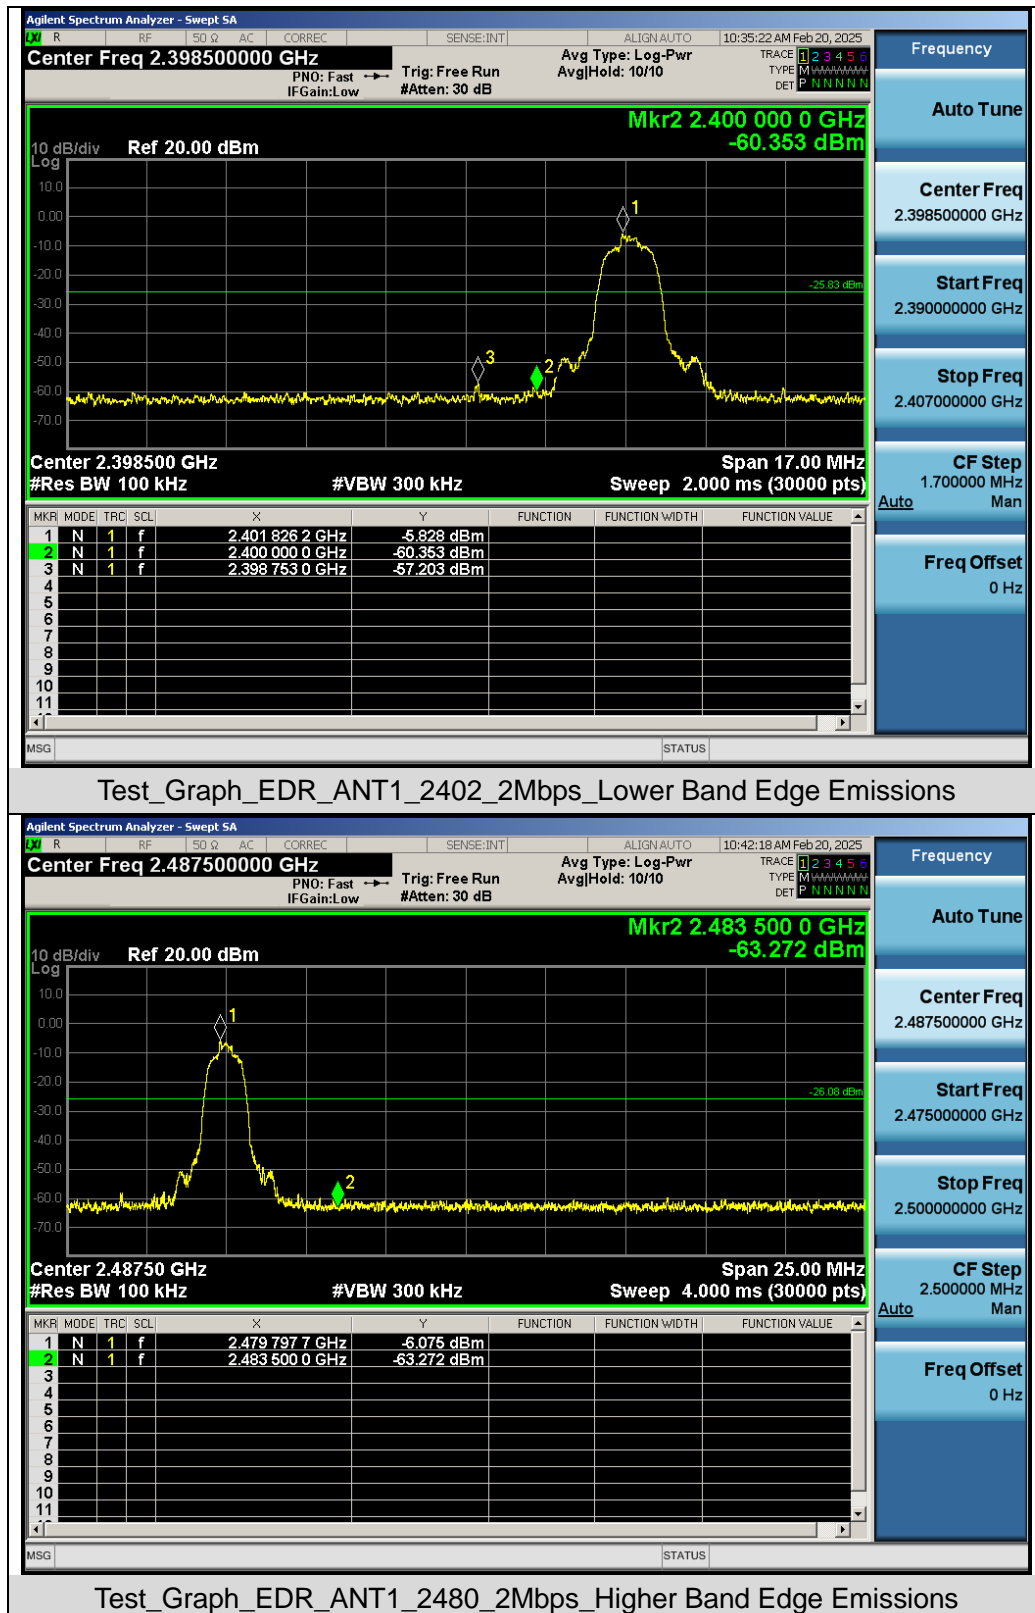 Agilent Spectrum Analyzer - Swept SA
LXI R RF 50 Ω AC CORREC SENSE:INT ALIGN AUTO 10:35:22 AM Feb 20, 2025
Center Freq 2.398500000 GHz
PNO: Fast
IFGain:Low
Trig: Free Run
#Atten: 30 dB
Avg Type: Log-Pwr
Avg|Hold: 10/10
TRACE 1 2 3 4 5 6
TYPE M
DET P N N N N N
Mkr2 2.400 000 0 GHz
-60.353 dBm
10 dB/div Ref 20.00 dBm
Log
10.0
0.00
-10.0
-20.0
-30.0
-40.0
-50.0
-60.0
-70.0
1
-25.83 dBm
3
2
Center 2.398500 GHz Span 17.00 MHz
#Res BW 100 kHz #VBW 300 kHz Sweep 2.000 ms (30000 pts)
MKR MODE TRC SCL X Y FUNCTION FUNCTION WIDTH FUNCTION VALUE
1 N 1 f 2.401 826 2 GHz -5.828 dBm
2 N 1 f 2.400 000 0 GHz -60.353 dBm
3 N 1 f 2.398 753 0 GHz -57.203 dBm
4
5
6
7
8
9
10
11
MSG STATUS
Frequency
Auto Tune
Center Freq
2.398500000 GHz
Start Freq
2.390000000 GHz
Stop Freq
2.407000000 GHz
CF Step
1.700000 MHz
Auto Man
Freq Offset
0 Hz
Test_Graph_EDR_ANT1_2402_2Mbps_Lower Band Edge Emissions
Agilent Spectrum Analyzer - Swept SA
LXI R RF 50 Ω AC CORREC SENSE:INT ALIGN AUTO 10:42:18 AM Feb 20, 2025
Center Freq 2.487500000 GHz
PNO: Fast
IFGain:Low
Trig: Free Run
#Atten: 30 dB
Avg Type: Log-Pwr
Avg|Hold: 10/10
TRACE 1 2 3 4 5 6
TYPE M
DET P N N N N N
Mkr2 2.483 500 0 GHz
-63.272 dBm
10 dB/div Ref 20.00 dBm
Log
10.0
0.00
-10.0
-20.0
-30.0
-40.0
-50.0
-60.0
-70.0
1
-26.08 dBm
2
Center 2.48750 GHz Span 25.00 MHz
#Res BW 100 kHz #VBW 300 kHz Sweep 4.000 ms (30000 pts)
MKR MODE TRC SCL X Y FUNCTION FUNCTION WIDTH FUNCTION VALUE
1 N 1 f 2.479 797 7 GHz -6.075 dBm
2 N 1 f 2.483 500 0 GHz -63.272 dBm
3
4
5
6
7
8
9
10
11
MSG STATUS
Frequency
Auto Tune
Center Freq
2.487500000 GHz
Start Freq
2.475000000 GHz
Stop Freq
2.500000000 GHz
CF Step
2.500000 MHz
Auto Man
Freq Offset
0 Hz
Test_Graph_EDR_ANT1_2480_2Mbps_Higher Band Edge Emissions